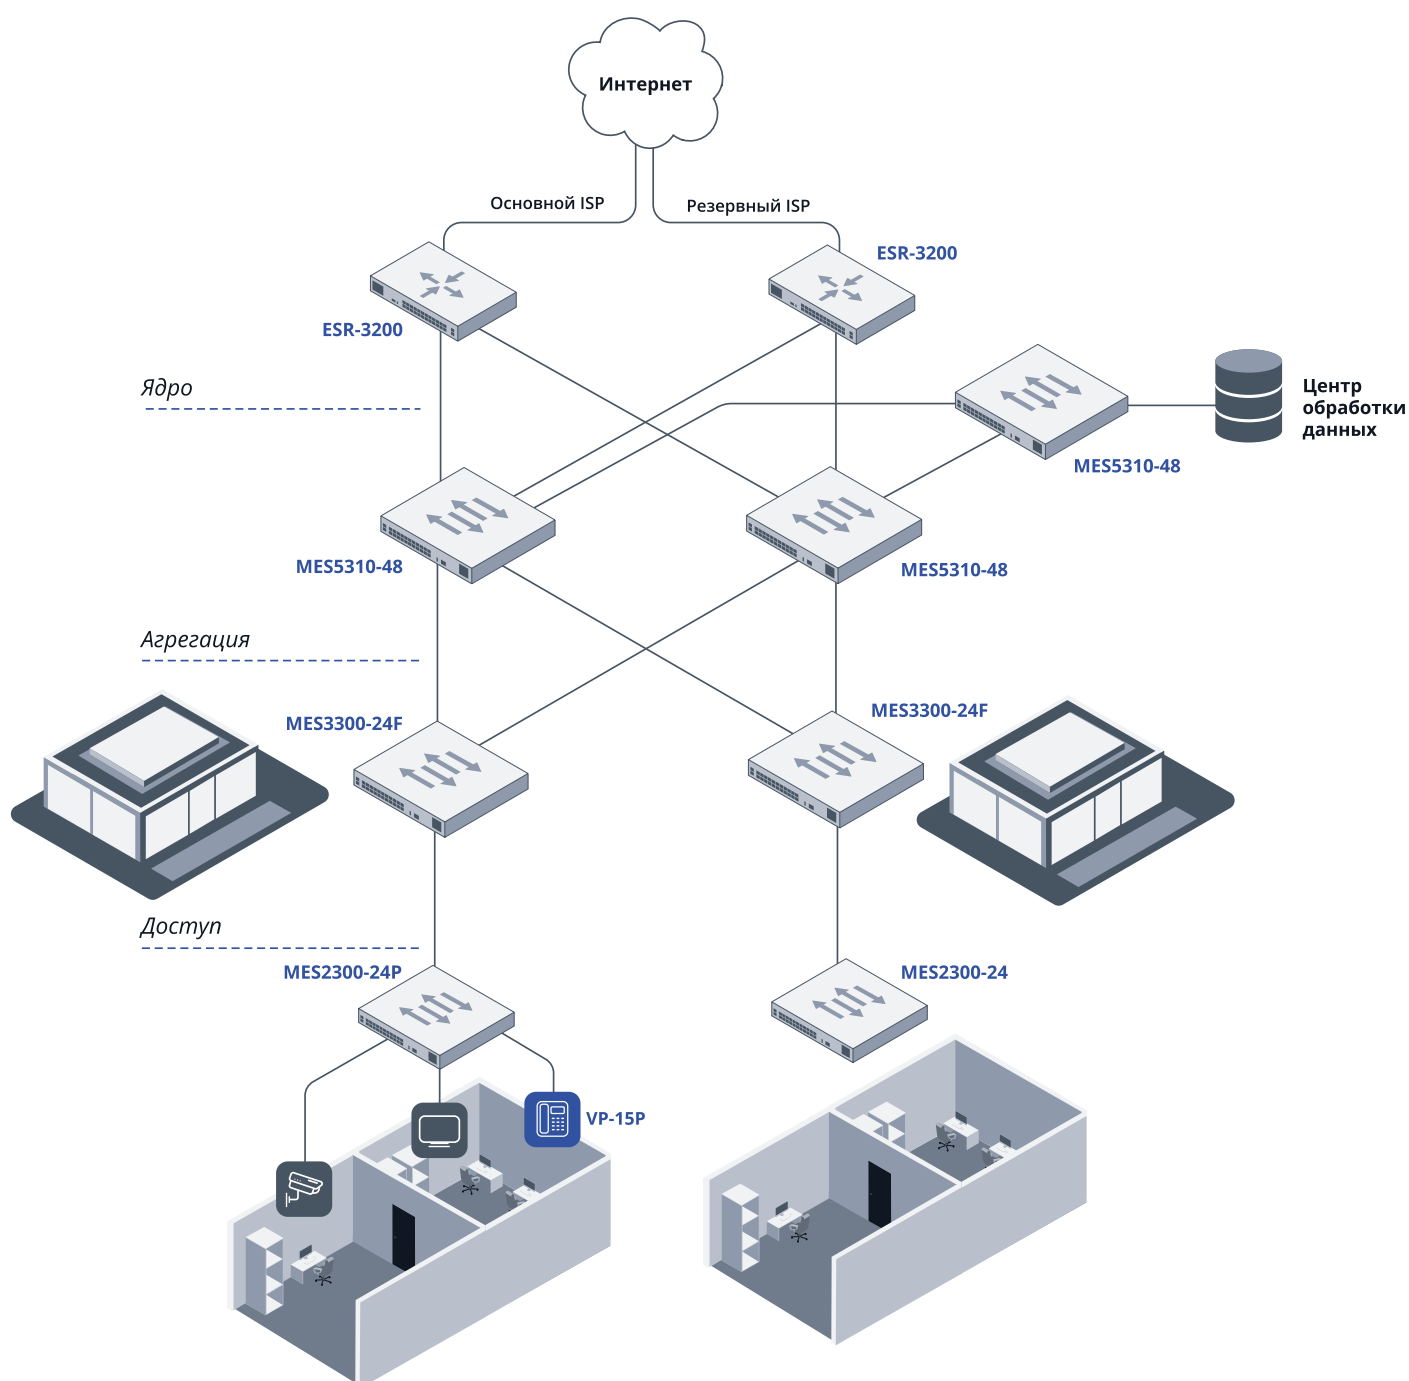 Интернет
Основной ISP
Резервный ISP
ESR-3200
ESR-3200
Ядро
Центр
обработки
данных
MES5310-48
MES5310-48
MES5310-48
Агрегация
MES3300-24F
MES3300-24F
Доступ
MES2300-24P
MES2300-24
VP-15P